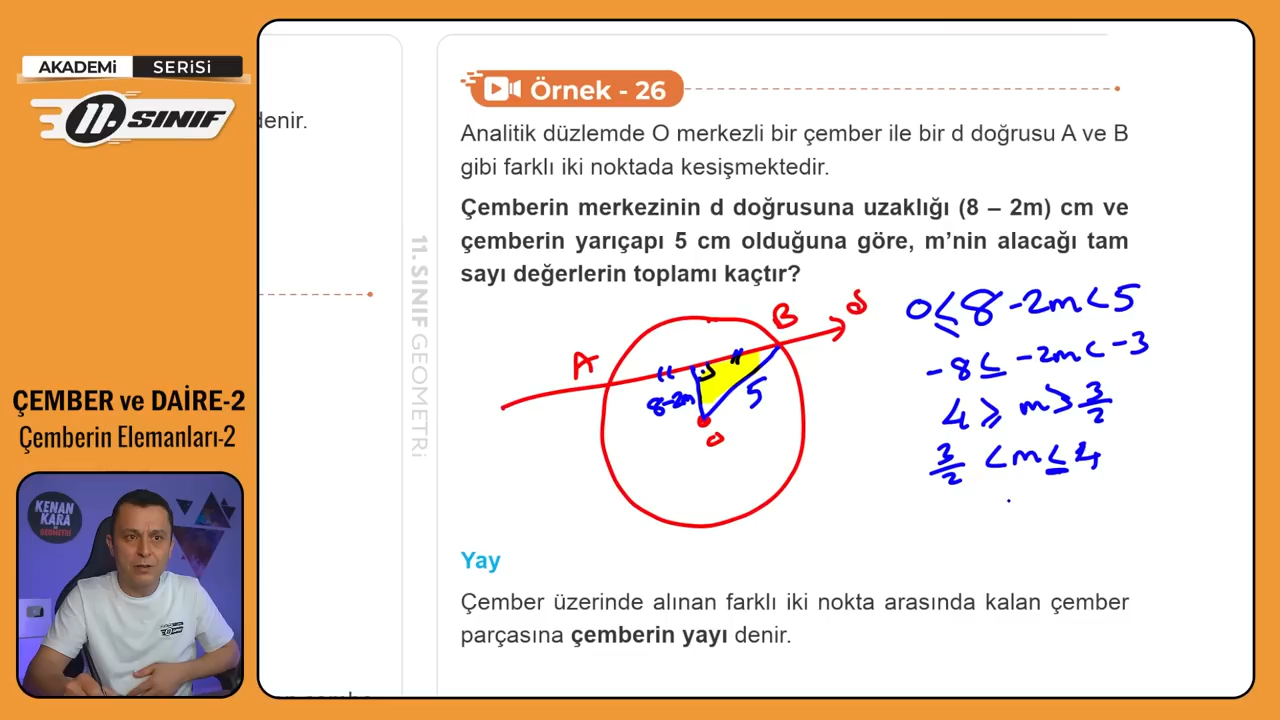 AKADEMİ SERİSİ
11. SINIF
denir.
ÇEMBER ve DAİRE-2
Çemberin Elemanları-2
KENAN
KARA
GEOMETRİ
11. SINIF GEOMETRİ
Örnek - 26
Analitik düzlemde O merkezli bir çember ile bir d doğrusu A ve B
gibi farklı iki noktada kesişmektedir.
Çemberin merkezinin d doğrusuna uzaklığı (8 – 2m) cm ve
çemberin yarıçapı 5 cm olduğuna göre, m'nin alacağı tam
sayı değerlerin toplamı kaçtır?
A
B
d
8-2m
5
O
0 ≤ 8 -2m < 5
-8 ≤ -2m < -3
4 ≥ m > 3/2
3/2 < m ≤ 4
Yay
Çember üzerinde alınan farklı iki nokta arasında kalan çember
parçasına çemberin yayı denir.